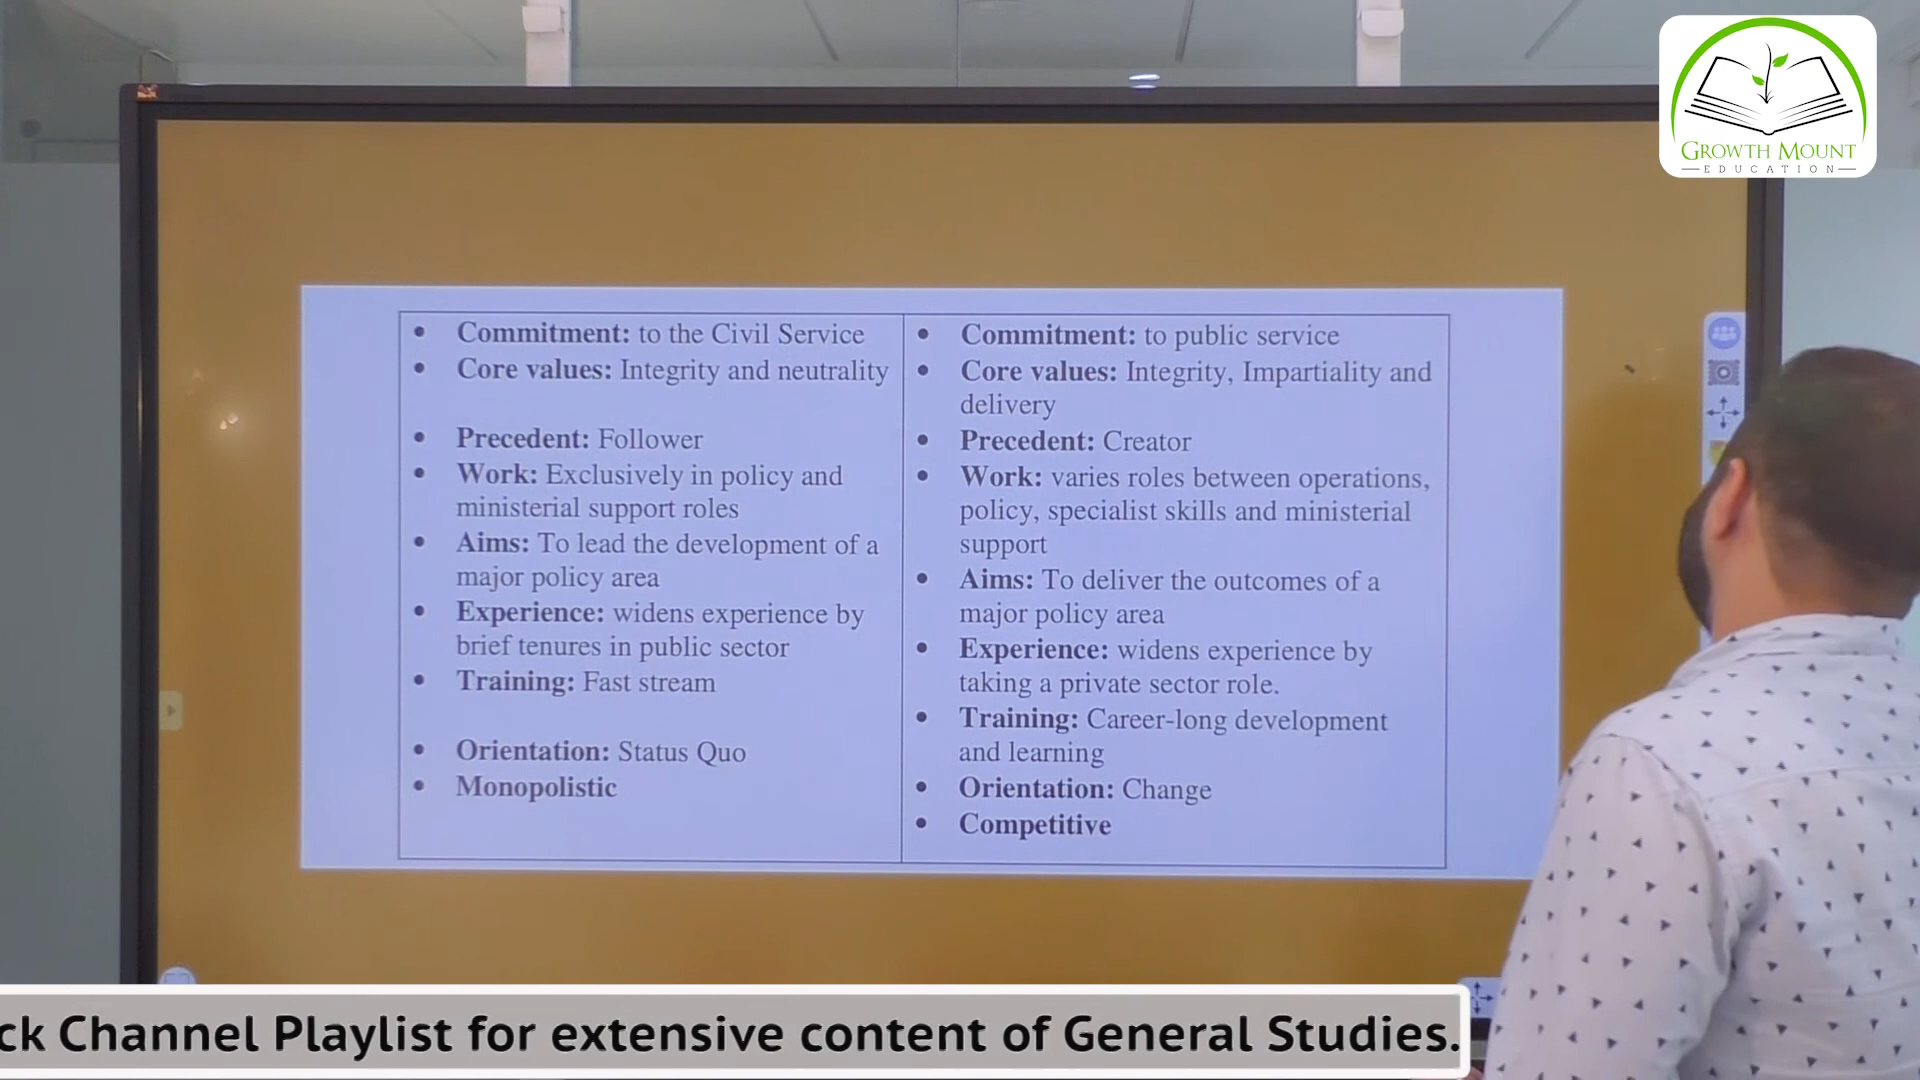 GROWTH MOUNT
EDUCATION
• Commitment: to the Civil Service
• Core values: Integrity and neutrality
• Precedent: Follower
• Work: Exclusively in policy and
ministerial support roles
• Aims: To lead the development of a
major policy area
• Experience: widens experience by
brief tenures in public sector
• Training: Fast stream
• Orientation: Status Quo
• Monopolistic
• Commitment: to public service
• Core values: Integrity, Impartiality and
delivery
• Precedent: Creator
• Work: varies roles between operations,
policy, specialist skills and ministerial
support
• Aims: To deliver the outcomes of a
major policy area
• Experience: widens experience by
taking a private sector role.
• Training: Career-long development
and learning
• Orientation: Change
• Competitive
ck Channel Playlist for extensive content of General Studies.